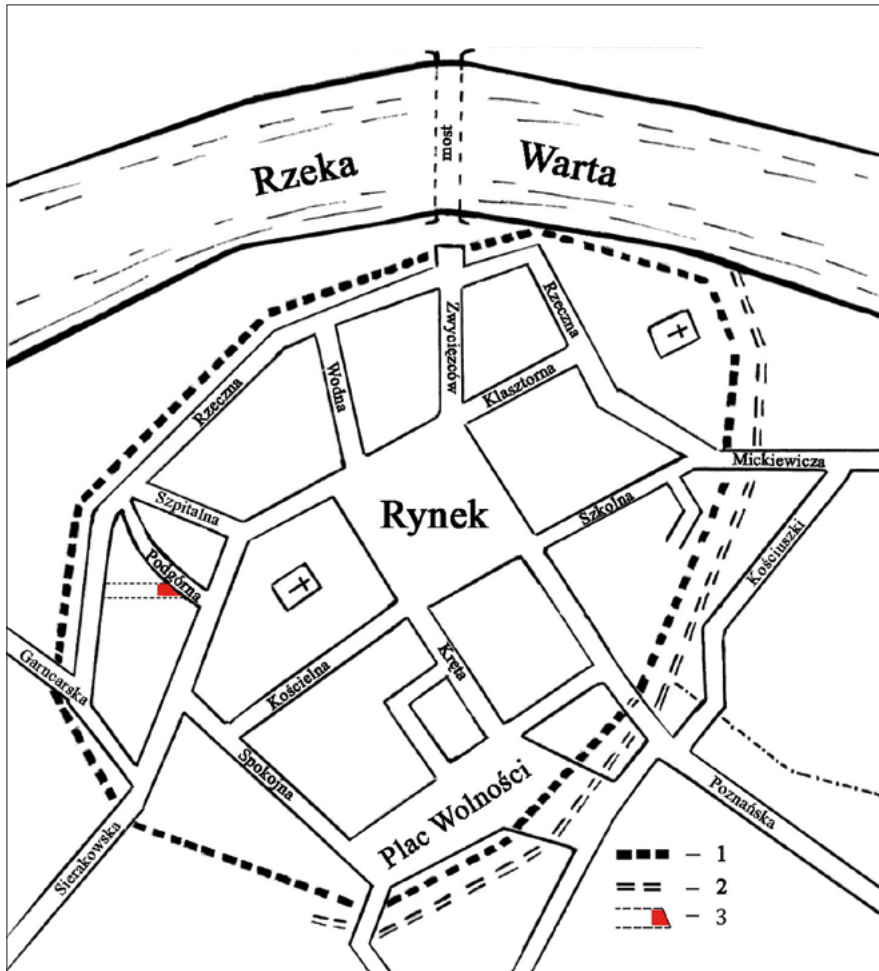 most
Rzeka
Warta
Rzeczna
Zwycięzców
Rzeczna
Wodna
Klasztorna
Mickiewicza
Szpitalna
Rynek
Szkolna
Kościuszki
Podgórna
Garncarska
Kościelna
Kręta
Spokojna
Plac Wolności
Poznańska
Sierakowska
– 1
– 2
– 3